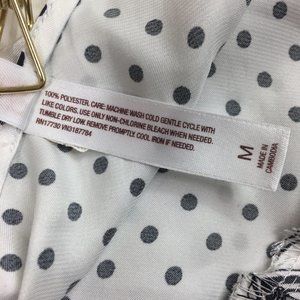 100% POLYESTER. CARE: MACHINE WASH COLD GENTLE CYCLE WITH
LIKE COLORS. USE ONLY NON-CHLORINE BLEACH WHEN NEEDED.
TUMBLE DRY LOW. REMOVE PROMPTLY. COOL IRON IF NEEDED.
RN17730 VN3187784
M
MADE IN
CAMBODIA